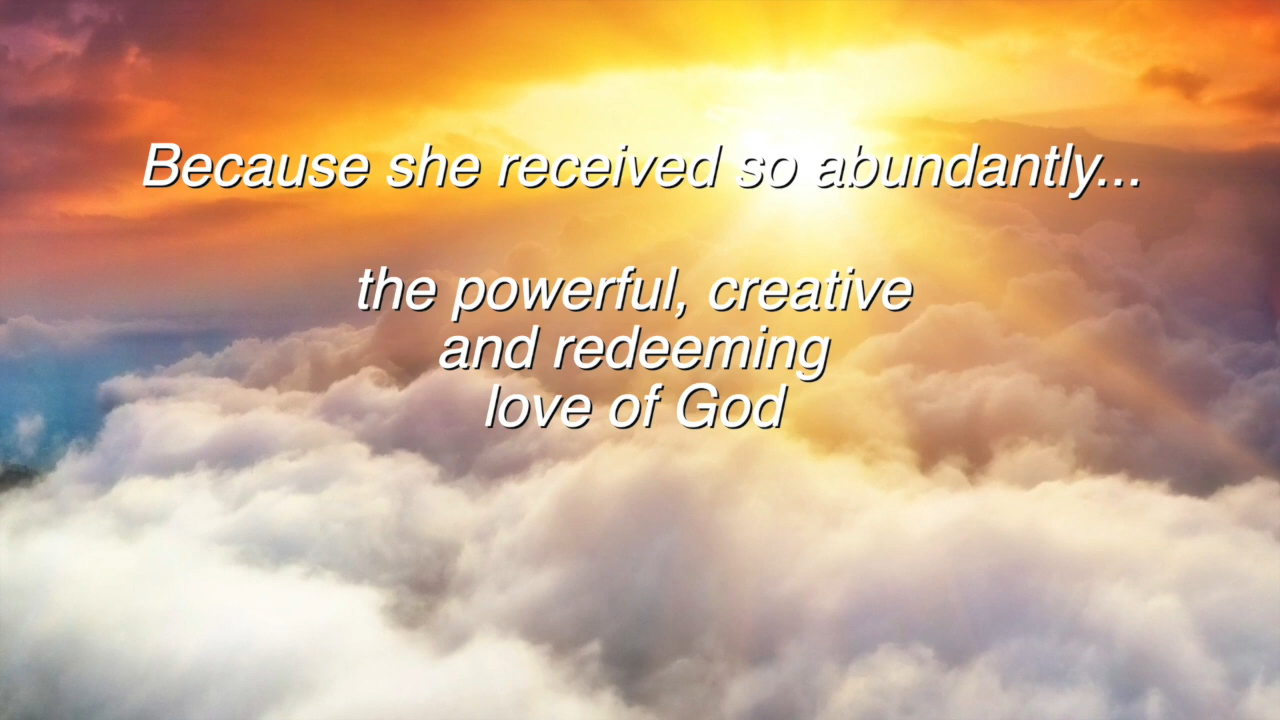 Because she received so abundantly...
the powerful, creative
and redeeming
love of God